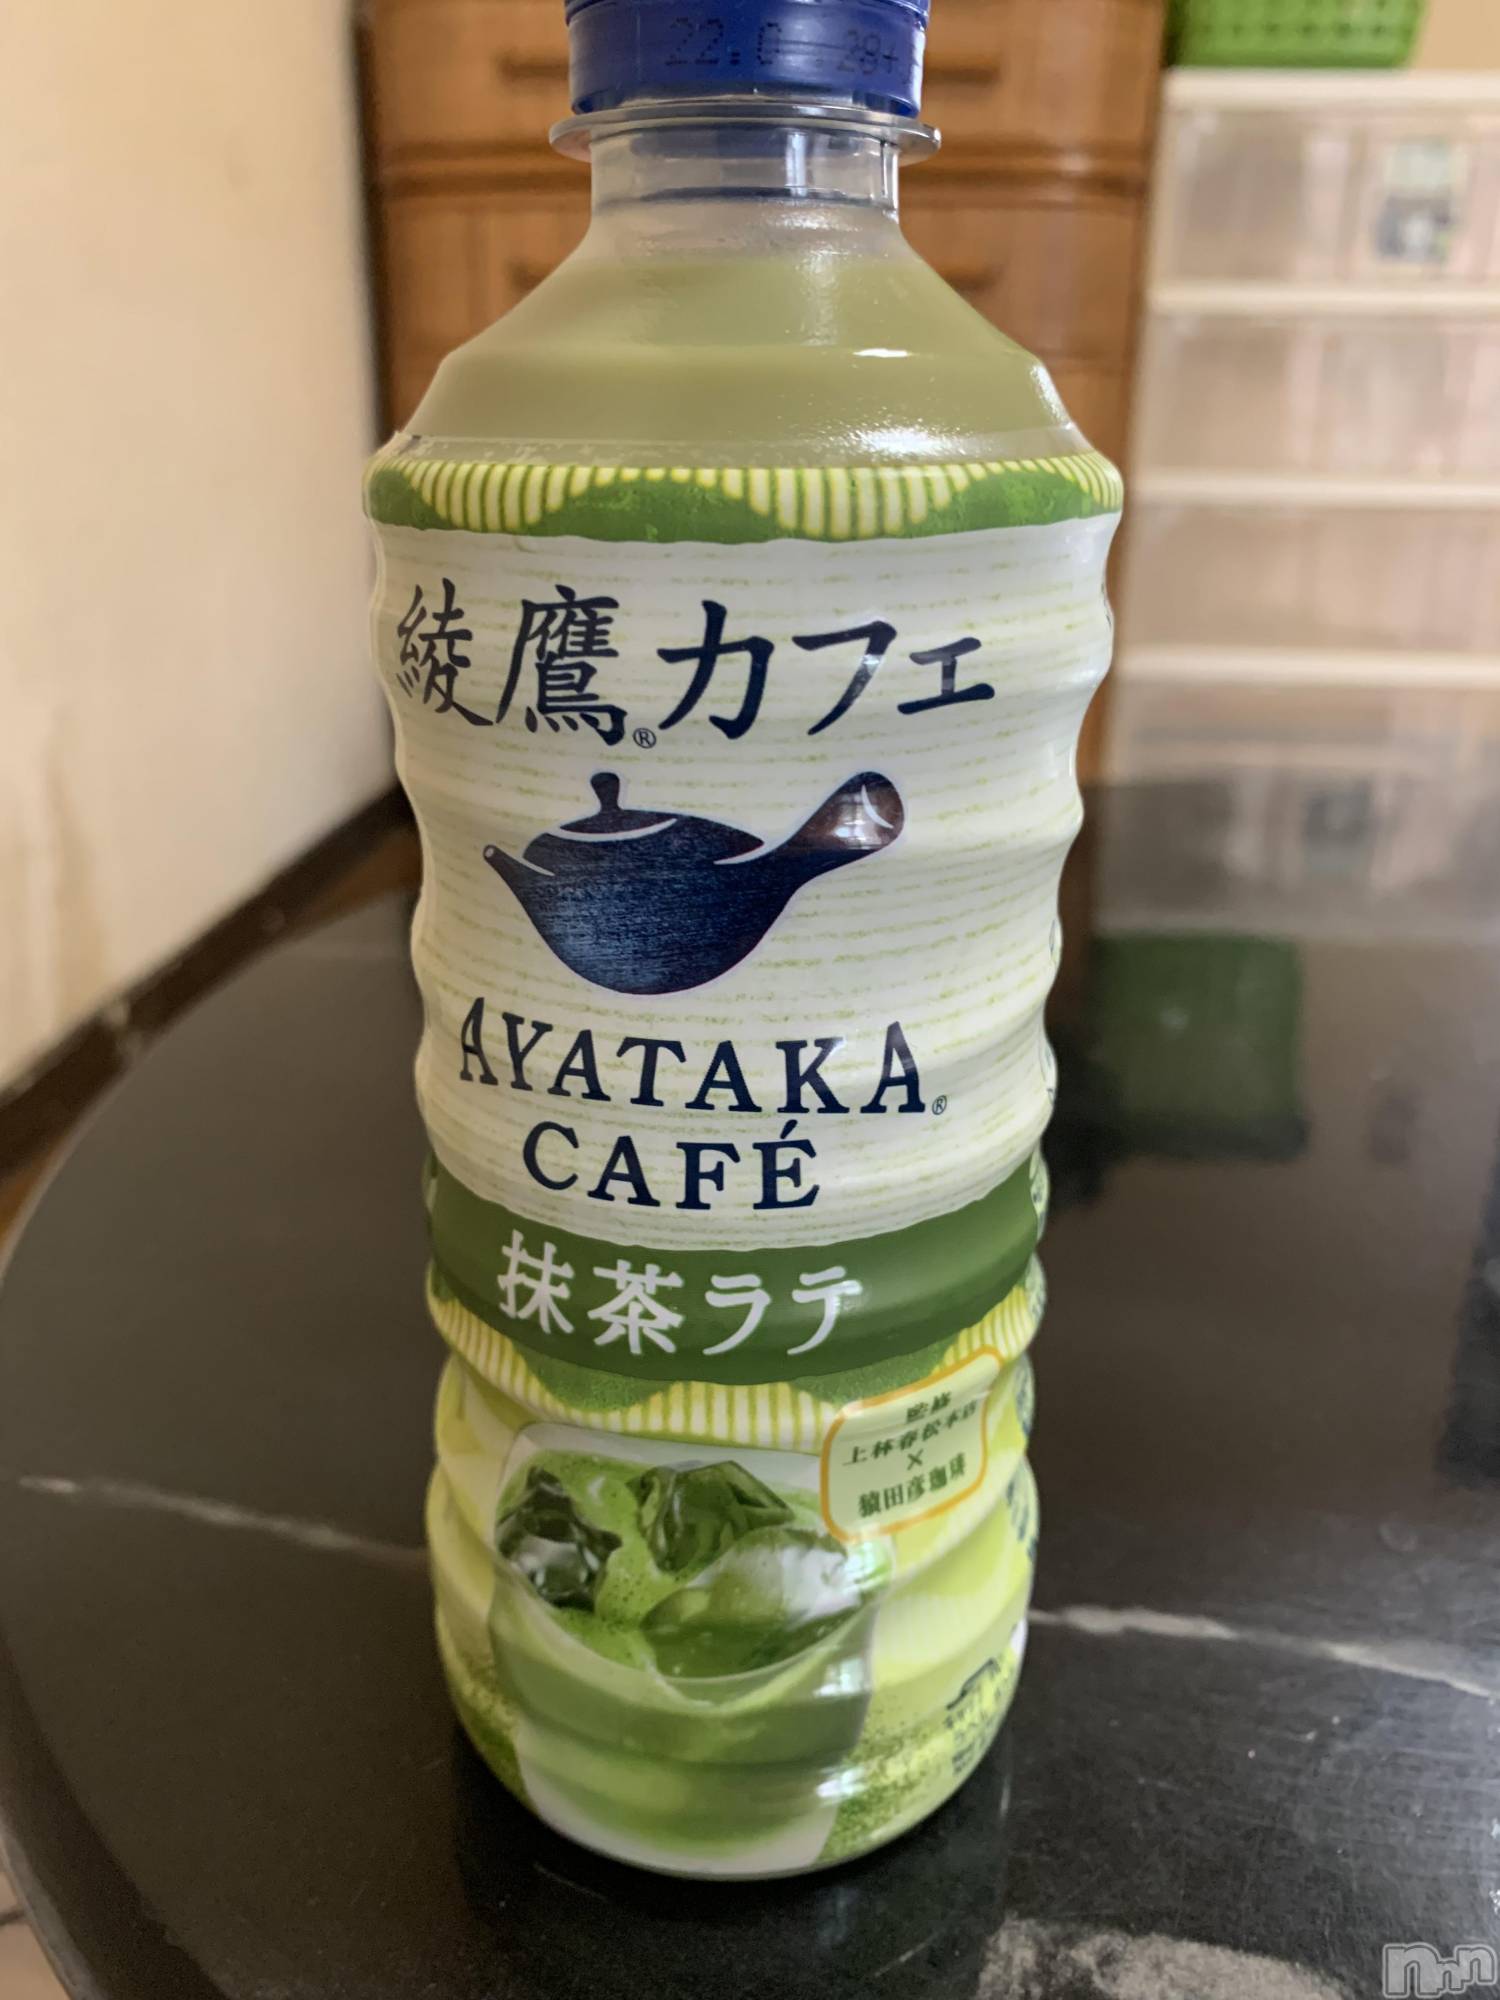 綾鷹®カフェ
AYATAKA®
CAFÉ
抹茶ラテ
監修
上林春松本店
×
猿田彦珈琲
nnn